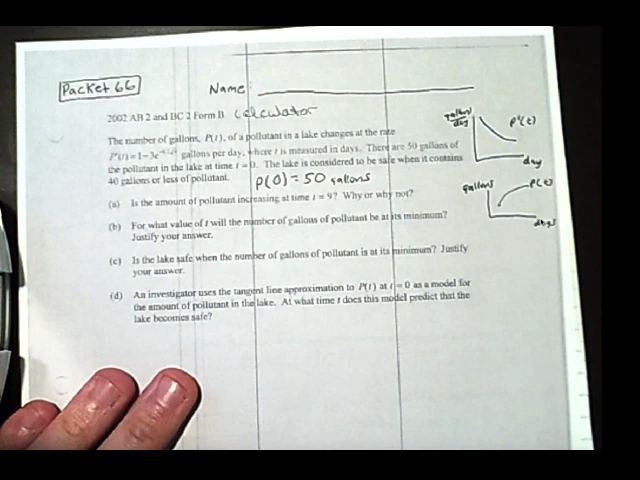 Packet 66
Name
2002 AB 2 and BC 2 Form B Calculator
The number of gallons, P(t), of a pollutant in a lake changes at the rate
P'(t) = 1 − 3e gallons per day, where t is measured in days. There are 50 gallons of
the pollutant in the lake at time t = 0. The lake is considered to be safe when it contains
40 gallons or less of pollutant. P(0) = 50 gallons
(a) Is the amount of pollutant increasing at time t = 9? Why or why not?
(b) For what value of t will the number of gallons of pollutant be at its minimum?
Justify your answer.
(c) Is the lake safe when the number of gallons of pollutant is at its minimum? Justify
your answer.
(d) An investigator uses the tangent line approximation to P(t) at t = 0 as a model for
the amount of pollutant in the lake. At what time t does this model predict that the
lake becomes safe?
gallons
day
P'(t)
day
gallons
P(t)
days